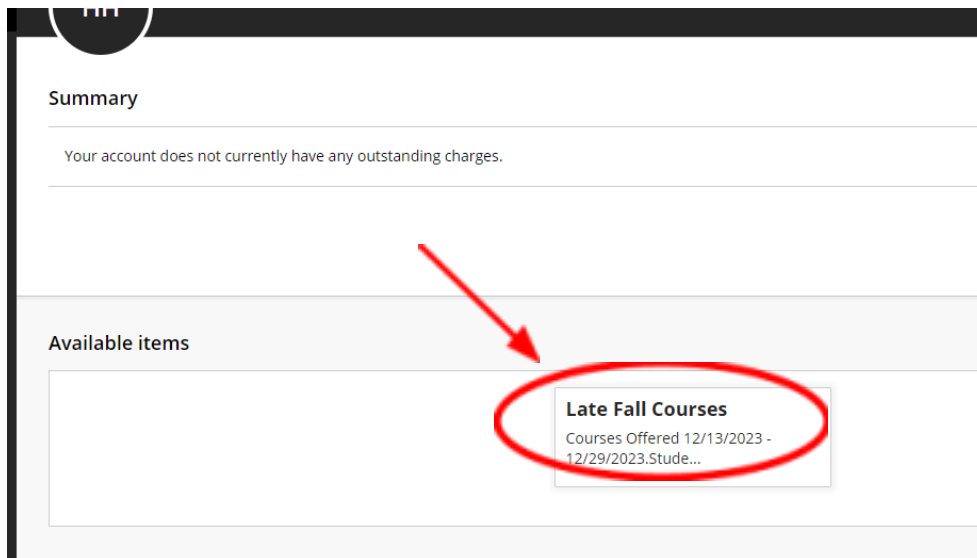 HH
Summary
Your account does not currently have any outstanding charges.
Available items
Late Fall Courses
Courses Offered 12/13/2023 -
12/29/2023.Stude...